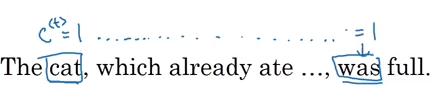 c^(t)=1 ................ =1
The cat, which already ate ..., was full.